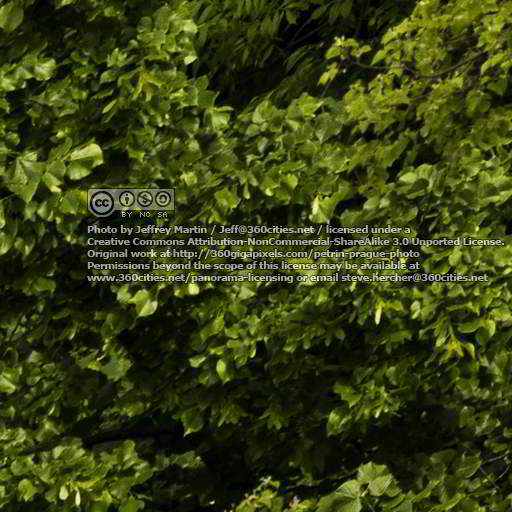 cc BY NC SA
Photo by Jeffrey Martin / Jeff@360cities.net / licensed under a
Creative Commons Attribution-NonCommercial-ShareAlike 3.0 Unported License.
Original work at http://360gigapixels.com/petrin-prague-photo
Permissions beyond the scope of this license may be available at
www.360cities.net/panorama-licensing or email steve.hercher@360cities.net